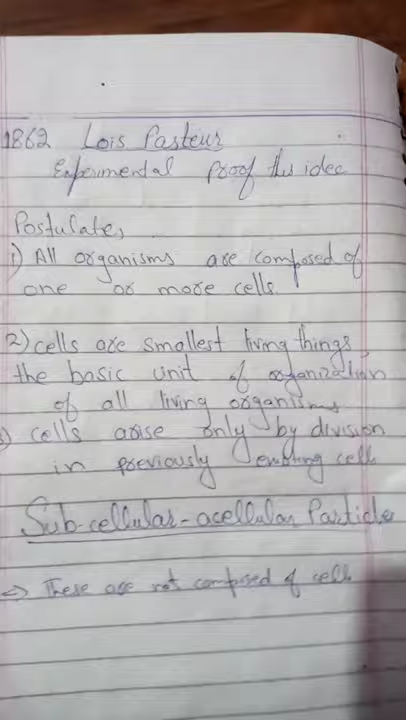 1862 Lois Pasteur
Experimental proof this idea
Postulates,
1) All organisms are composed of
one or more cells.
2) cells are smallest living things,
the basic unit of organization
of all living organisms
3) cells arise only by division
in previously existing cell
Sub-cellular-acellular Particle
=> These are not composed of cell